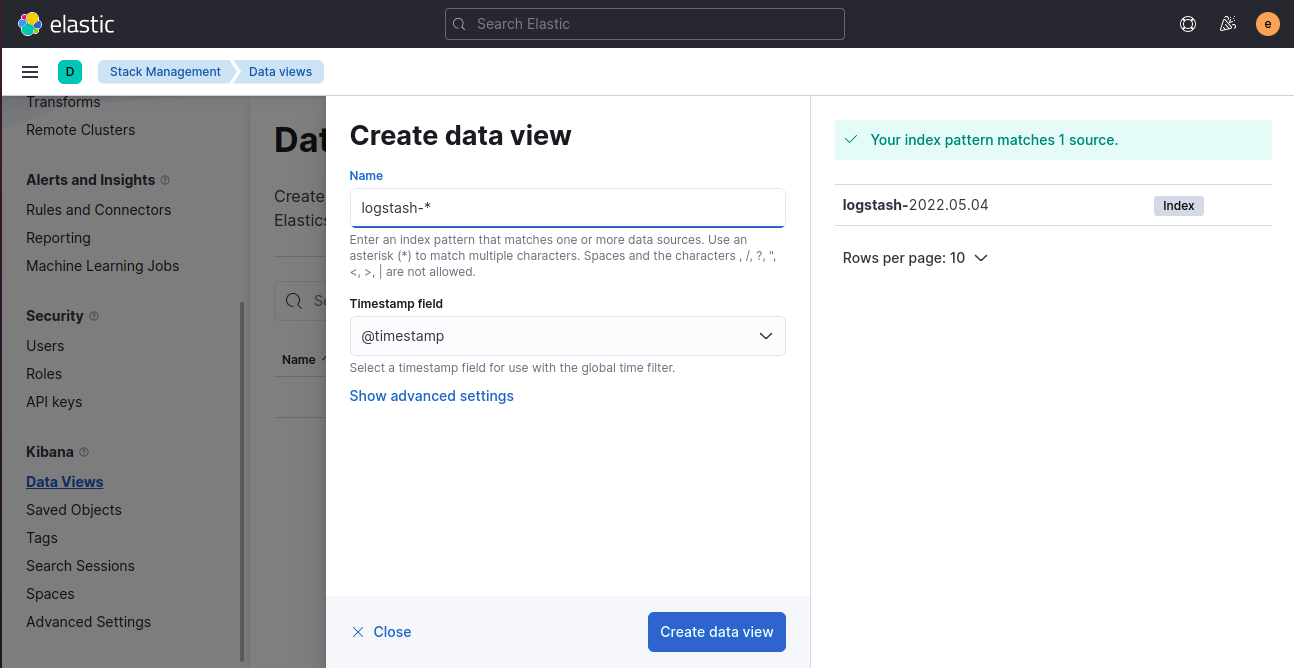 elastic
Search Elastic
e
D
Stack Management
Data views
Transforms
Remote Clusters
Alerts and Insights
Rules and Connectors
Reporting
Machine Learning Jobs
Security
Users
Roles
API keys
Kibana
Data Views
Saved Objects
Tags
Search Sessions
Spaces
Advanced Settings
Dat
Create
Elastics
Se
Name
Create data view
Name
logstash-*
Enter an index pattern that matches one or more data sources. Use an
asterisk (*) to match multiple characters. Spaces and the characters , /, ?, ",
<, >, | are not allowed.
Timestamp field
@timestamp
Select a timestamp field for use with the global time filter.
Show advanced settings
Close
Create data view
Your index pattern matches 1 source.
logstash-2022.05.04
Index
Rows per page: 10